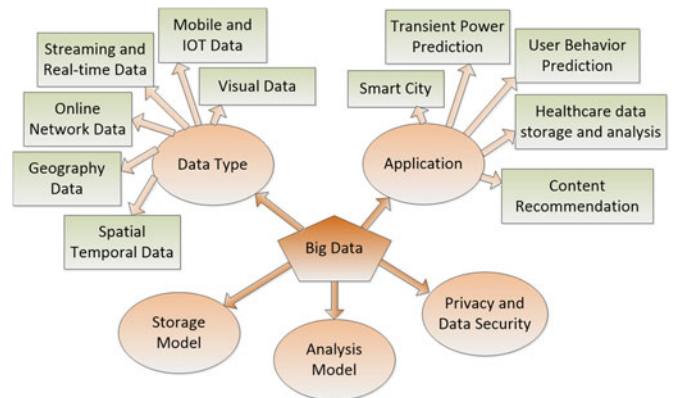 Mobile and
IOT Data
Streaming and
Real-time Data
Visual Data
Online
Network Data
Geography
Data
Spatial
Temporal Data
Data Type
Transient Power
Prediction
User Behavior
Prediction
Smart City
Healthcare data
storage and analysis
Content
Recommendation
Application
Big Data
Storage
Model
Analysis
Model
Privacy and
Data Security